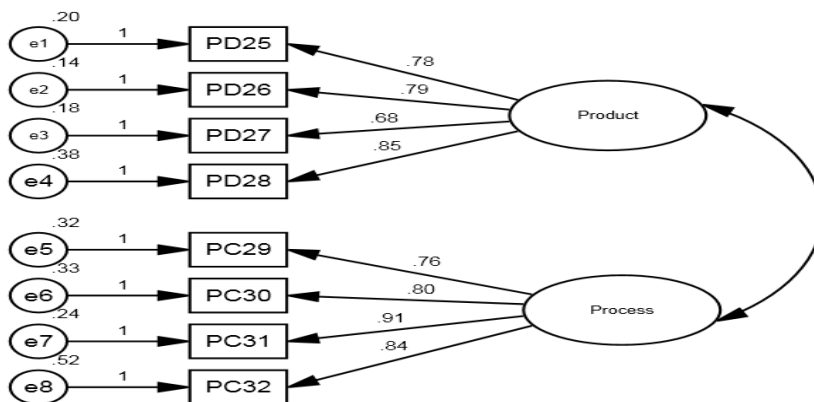 .20
e1 1 PD25 .78
.14
e2 1 PD26 .79
.18
e3 1 PD27 .68
.38
e4 1 PD28 .85
Product
.32
e5 1 PC29 .76
.33
e6 1 PC30 .80
.24
e7 1 PC31 .91
.52
e8 1 PC32 .84
Process